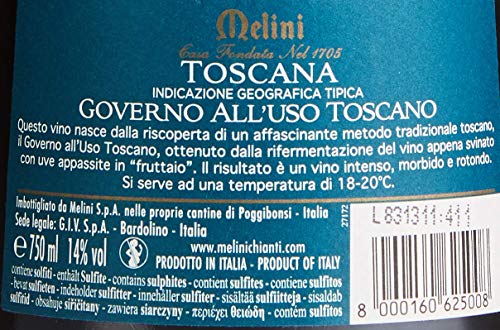 Melini
Casa Fondata Nel 1705
TOSCANA
INDICAZIONE GEOGRAFICA TIPICA
GOVERNO ALL'USO TOSCANO
Questo vino nasce dalla riscoperta di un affascinante metodo tradizionale toscano,
il Governo all'Uso Toscano, ottenuto dalla rifermentazione del vino appena svinato
con uve appassite in "fruttaio". Il risultato è un vino intenso, morbido e rotondo.
Si serve ad una temperatura di 18-20°C.
Imbottigliato da Melini S.p.A. nelle proprie cantine di Poggibonsi - Italia
Sede legale: G.I.V. S.p.A. - Bardolino - Italia
e 750 ml 14% vol
www.melinichianti.com
PRODOTTO IN ITALIA - PRODUCT OF ITALY
contiene solfiti - enthält Sulfite - contains sulphites - contient sulfites - contiene sulfitos
bevat sulfieten - indeholder sulfitter - innehåller sulfiter - sisältää sulfiitteja - sisaldab
sulfitid - obsahuje siřičitany - zawiera siarczyny - περιέχει θειώδη - contém sulfitos
27172
L831311:411
8 000160 625008